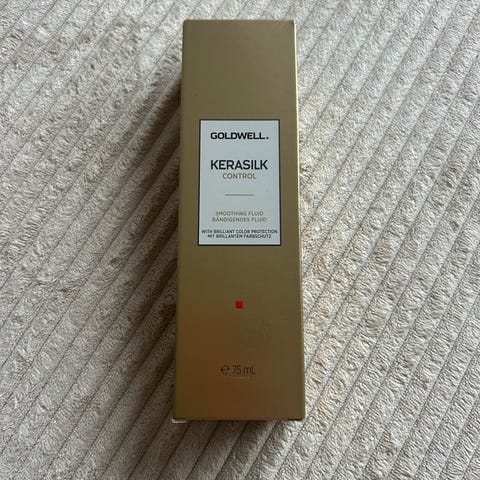 GOLDWELL.
KERASILK
CONTROL
SMOOTHING FLUID
BÄNDIGENDES FLUID
WITH BRILLIANT COLOR PROTECTION
MIT BRILLANTEM FARBSCHUTZ
℮ 75 mL